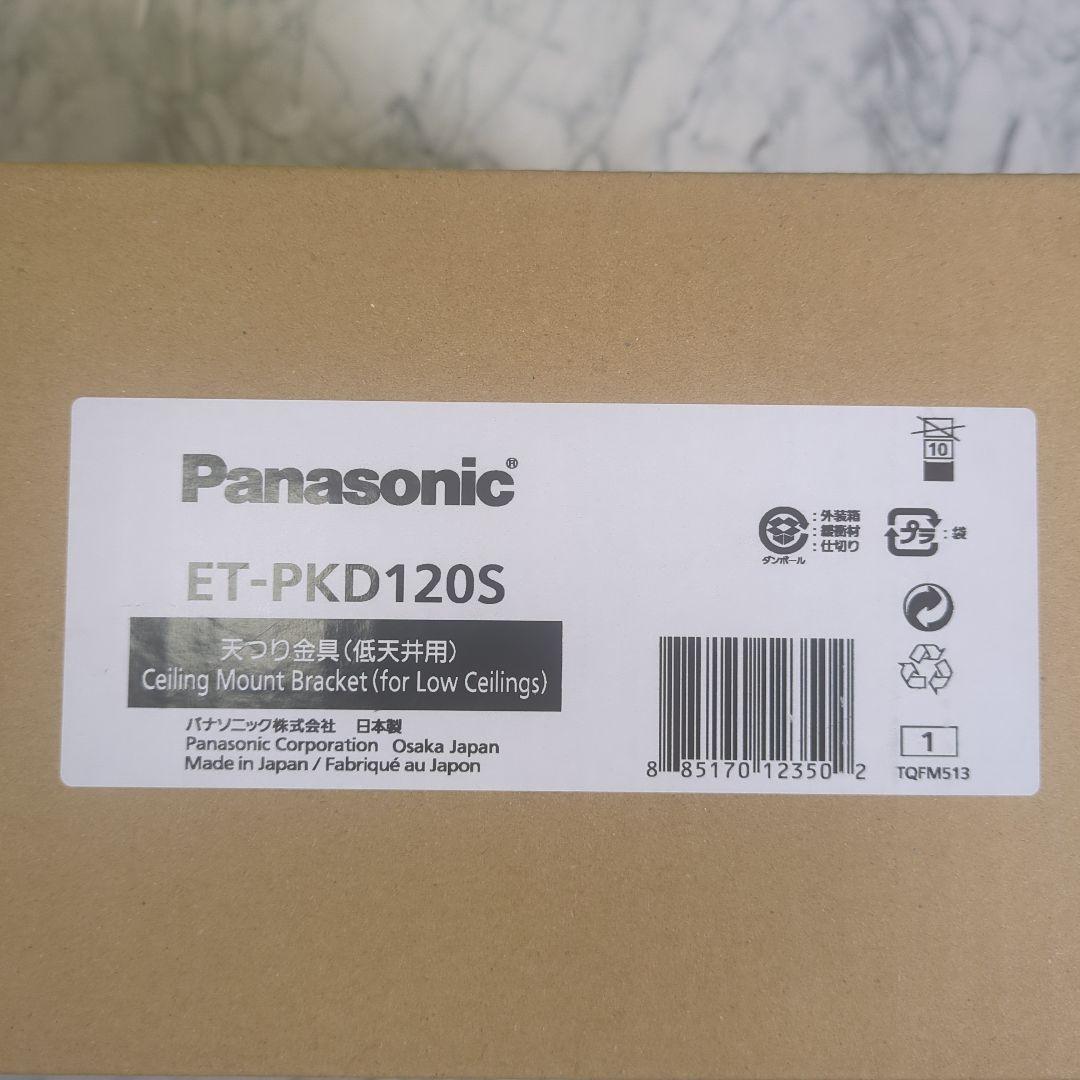 Panasonic®
ET-PKD120S
天つり金具(低天井用)
Ceiling Mount Bracket (for Low Ceilings)
パナソニック株式会社 日本製
Panasonic Corporation Osaka Japan
Made in Japan / Fabriqué au Japon
10
:外装箱
:緩衝材
:仕切り
ダンボール
プラ
:袋
8 85170 12350 2
1
TQFM513